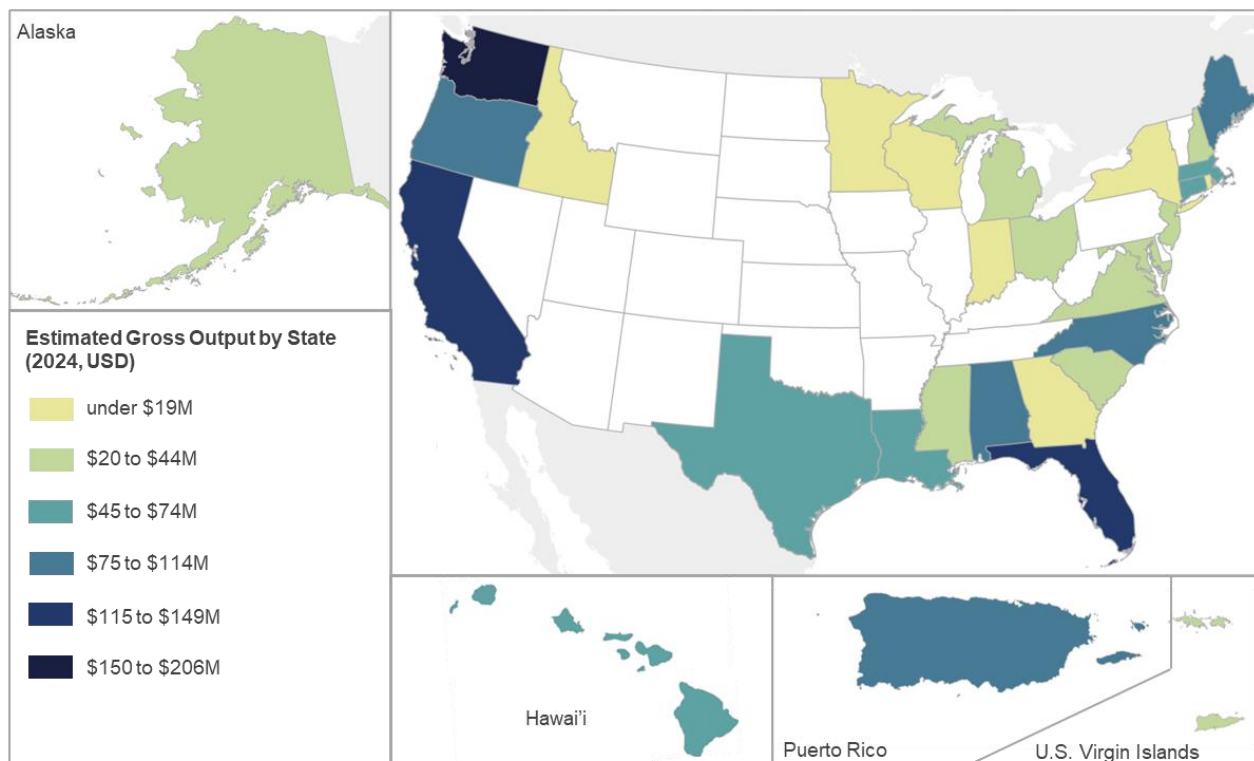 Alaska
Estimated Gross Output by State
(2024, USD)
under $19M
$20 to $44M
$45 to $74M
$75 to $114M
$115 to $149M
$150 to $206M
Hawai’i
Puerto Rico
U.S. Virgin Islands